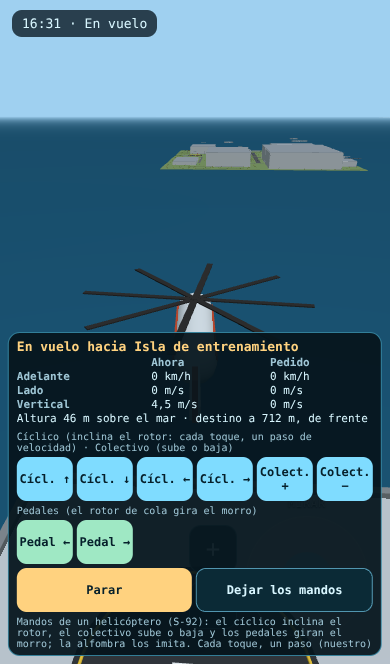 16:31 · En vuelo
En vuelo hacia Isla de entrenamiento
Ahora Pedido
Adelante 0 km/h 0 km/h
Lado 0 m/s 0 m/s
Vertical 4,5 m/s 0 m/s
Altura 46 m sobre el mar · destino a 712 m, de frente
Cíclico (inclina el rotor: cada toque, un paso de
velocidad) · Colectivo (sube o baja)
Cícl. ↑ Cícl. ↓ Cícl. ← Cícl. → Colect. + Colect. −
Pedales (el rotor de cola gira el morro)
Pedal ← Pedal →
Parar Dejar los mandos
Mandos de un helicóptero (S-92): el cíclico inclina el
rotor, el colectivo sube o baja y los pedales giran el
morro; la alfombra los imita. Cada toque, un paso (nuestro)